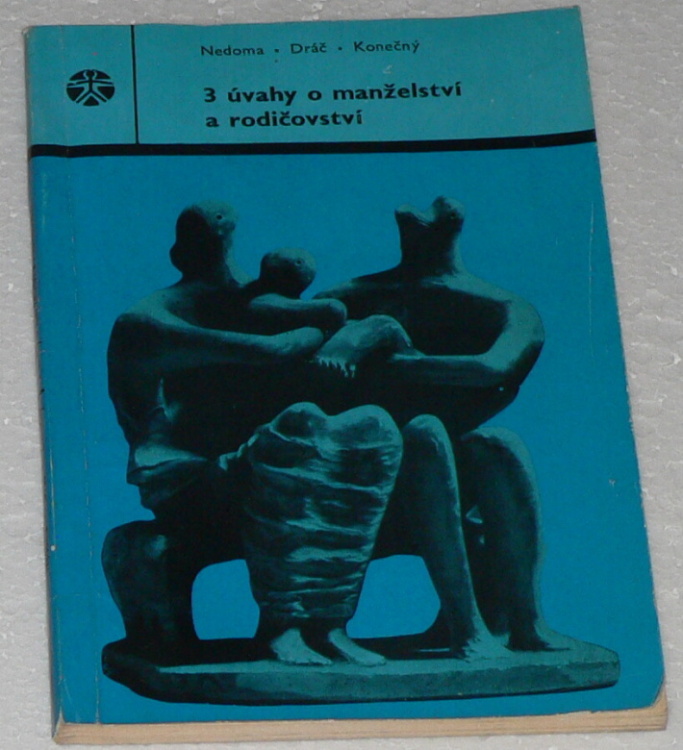 Nedoma • Dráč • Konečný
3 úvahy o manželství
a rodičovství